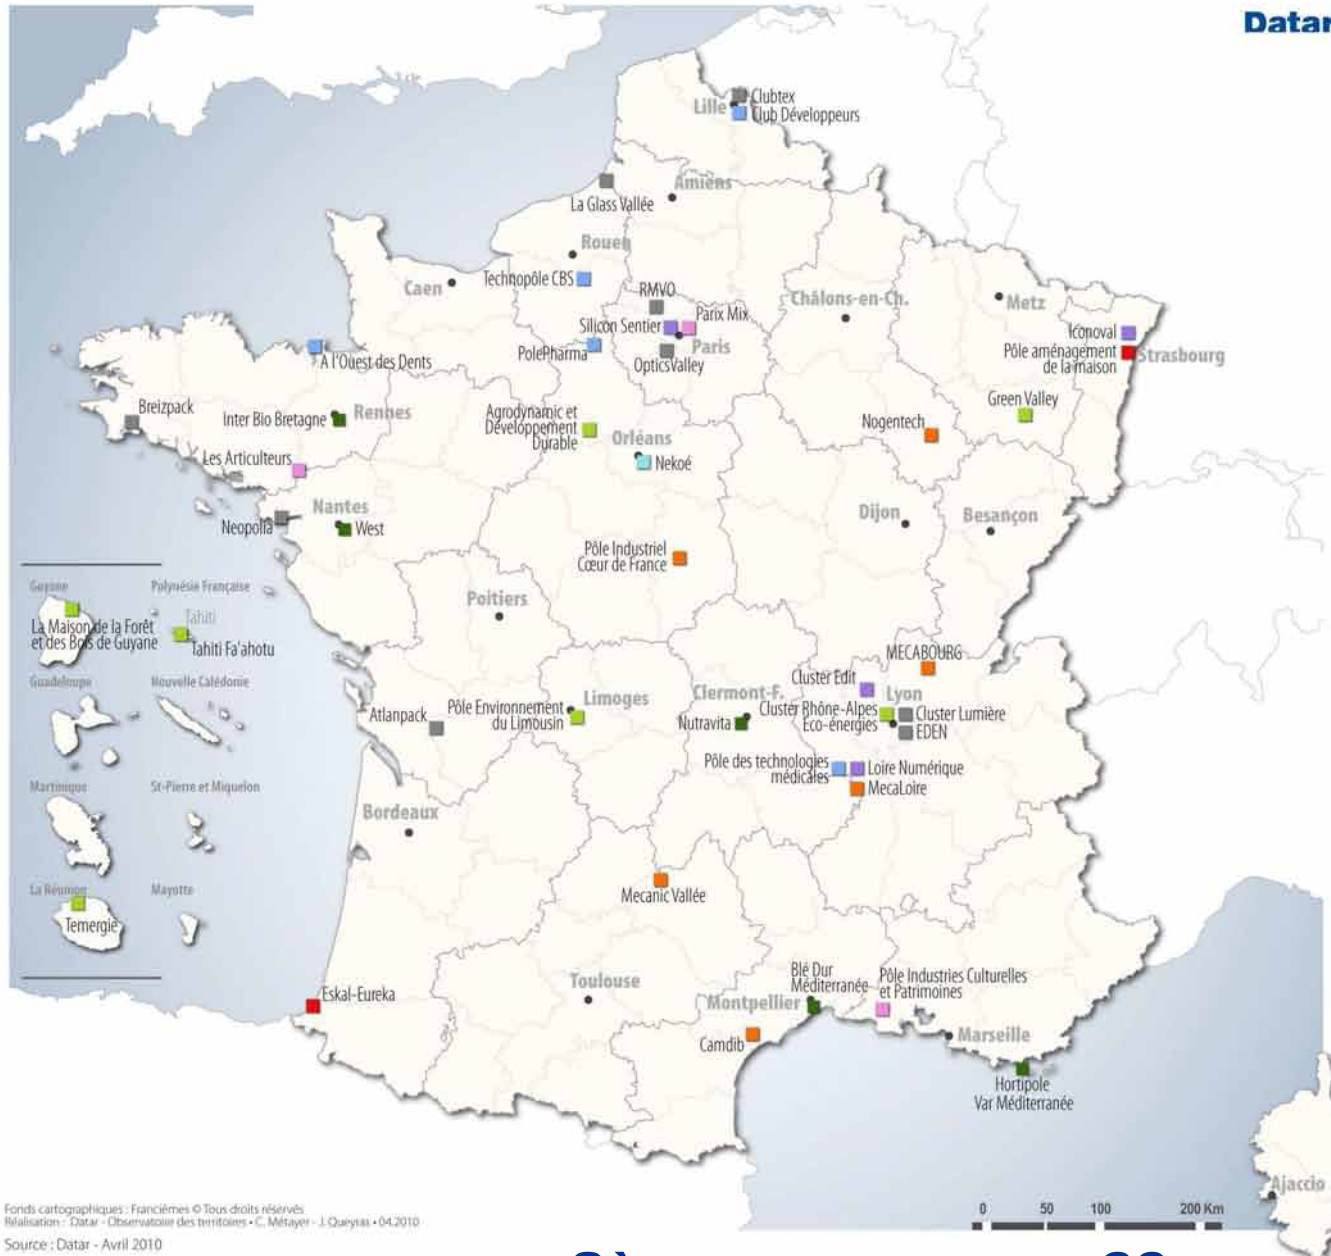 Datar
Clubtex
Lille
Club Développeurs
Amiens
La Glass Vallée
Rouen
Technopôle CBS
Caen
RMVO
Châlons-en-Ch.
Metz
Silicon Sentier
Parix Mix
Iconoval
PolePharma
Paris
OpticsValley
Pôle aménagement
de la maison
Strasbourg
A l'Ouest des Dents
Breizpack
Inter Bio Bretagne
Rennes
Agrodynamic et
Développement
Durable
Orléans
Nekoé
Nogentech
Green Valley
Les Articulteurs
Nantes
Neopolia
West
Dijon
Besançon
Pôle Industriel
Cœur de France
Guyane
Polynésie Française
Tahiti
La Maison de la Forêt
et des Bois de Guyane
Tahiti Fa'ahotu
Poitiers
Guadeloupe
Nouvelle Calédonie
MECABOURG
Cluster Edit
Atlanpack
Pôle Environnement
du Limousin
Limoges
Clermont-F.
Nutravita
Cluster Rhône-Alpes
Eco-énergies
Lyon
Cluster Lumière
EDEN
Pôle des technologies
médicales
Loire Numérique
MecaLoire
Martinique
St-Pierre et Miquelon
Bordeaux
Mecanic Vallée
La Réunion
Mayotte
Temergie
Eskal-Eureka
Toulouse
Blé Dur
Méditerranée
Montpellier
Pôle Industries Culturelles
et Patrimoines
Camdib
Marseille
Hortipole
Var Méditerranée
Ajaccio
0 50 100 200 Km
Fonds cartographiques : Francièmes © Tous droits réservés
Réalisation : Datar - Observatoire des territoires • C. Métayer - J. Queyras • 04.2010
Source : Datar - Avril 2010